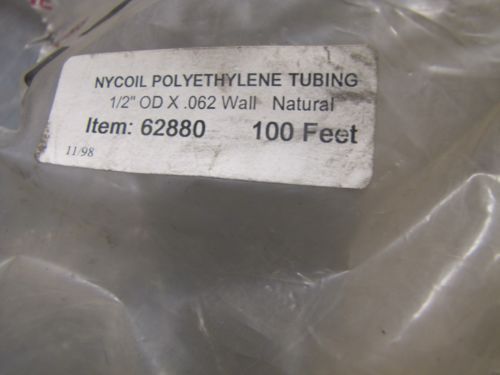 NYCOIL POLYETHYLENE TUBING
1/2" OD X .062 Wall Natural
Item: 62880 100 Feet
11/98